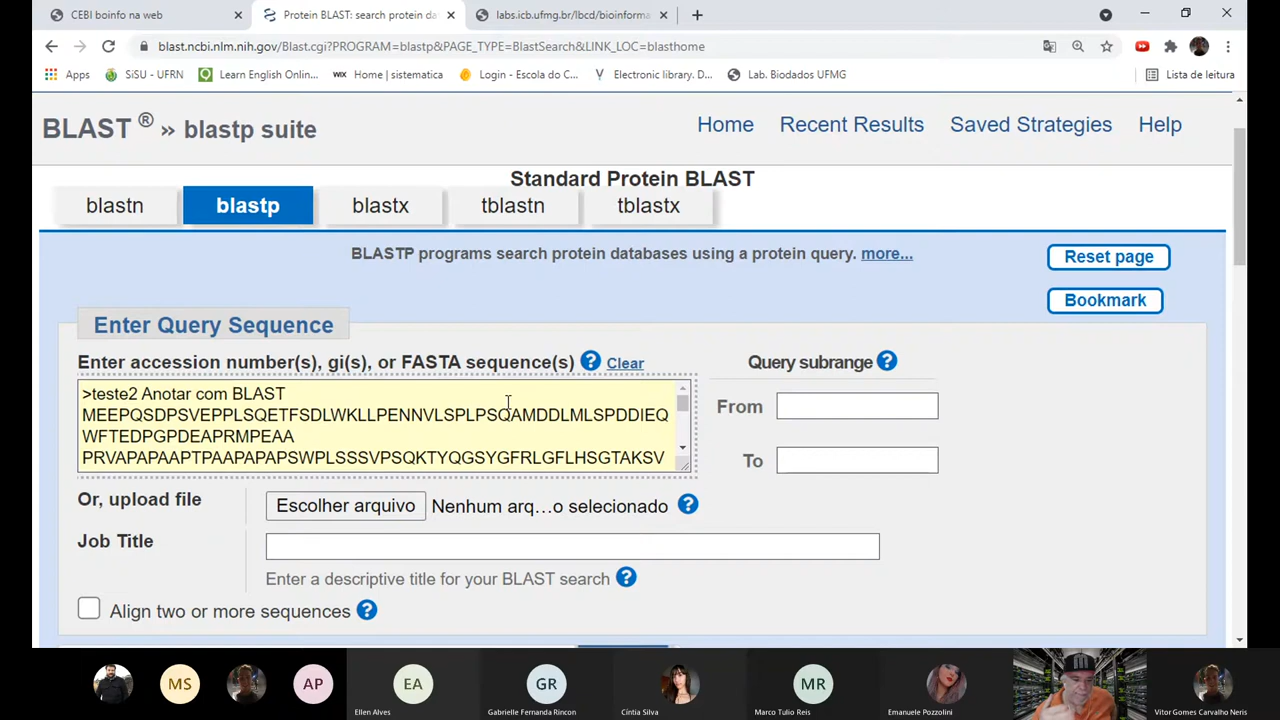 CEBI boinfo na web
Protein BLAST: search protein da
labs.icb.ufmg.br/lbcd/bioinforma
blast.ncbi.nlm.nih.gov/Blast.cgi?PROGRAM=blastp&PAGE_TYPE=BlastSearch&LINK_LOC=blasthome
Apps
SiSU - UFRN
Learn English Onlin...
WIX Home | sistematica
Login - Escola do C...
Electronic library. D...
Lab. Biodados UFMG
Lista de leitura
BLAST ® » blastp suite
Home Recent Results Saved Strategies Help
Standard Protein BLAST
blastn blastp blastx tblastn tblastx
BLASTP programs search protein databases using a protein query. more...
Reset page
Bookmark
Enter Query Sequence
Enter accession number(s), gi(s), or FASTA sequence(s) ? Clear
Query subrange ?
>teste2 Anotar com BLAST
MEEPQSDPSVEPPLSQETFSDLWKLLPENNVLSPLPSQAMDDLMLSPDDIEQ
WFTEDPGPDEAPRMPEAA
PRVAPAPAAPTPAAPAPAPSWPLSSSVPSQKTYQGSYGFRLGFLHSGTAKSV
From
To
Or, upload file
Escolher arquivo Nenhum arq…o selecionado ?
Job Title
Enter a descriptive title for your BLAST search ?
Align two or more sequences ?
MS
AP
EA
GR
MR
Ellen Alves
Gabrielle Fernanda Rincon
Cíntia Silva
Marco Tulio Reis
Emanuele Pozzolini
Vitor Gomes Carvalho Neris